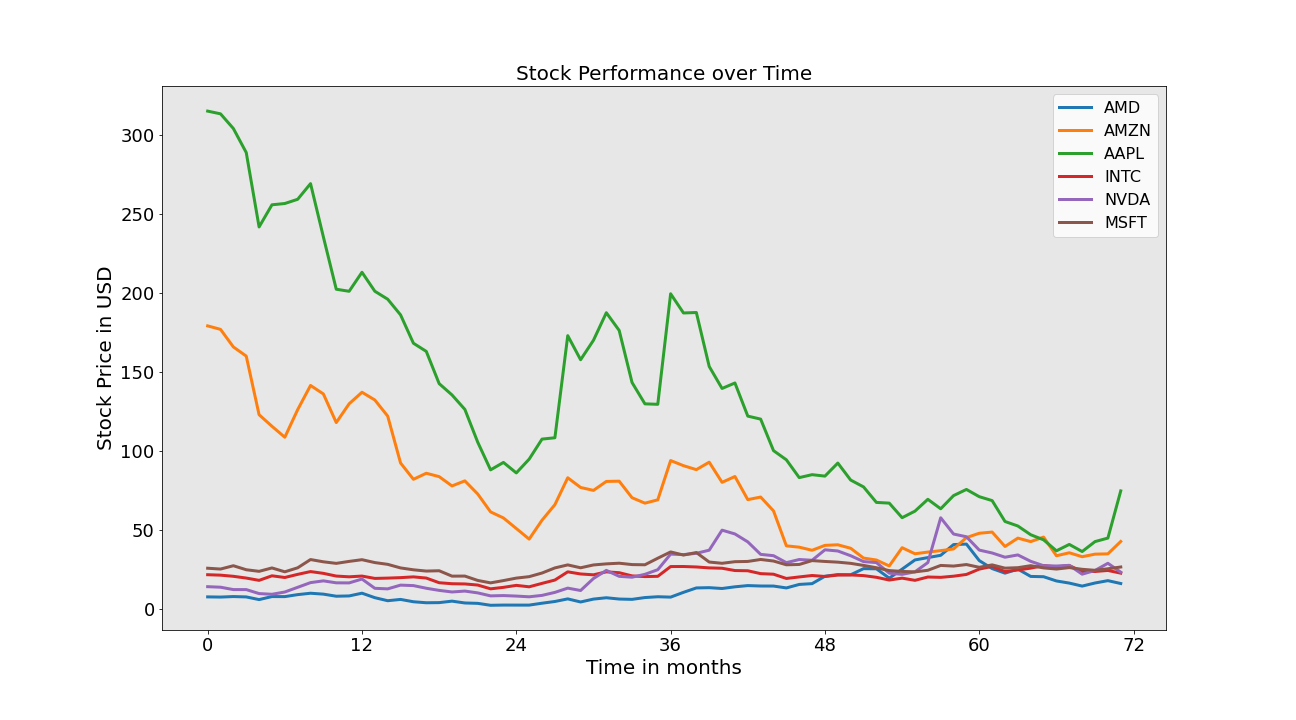 Stock Performance over Time
AMD
AMZN
AAPL
INTC
NVDA
MSFT
Stock Price in USD
300
250
200
150
100
50
0
0 12 24 36 48 60 72
Time in months